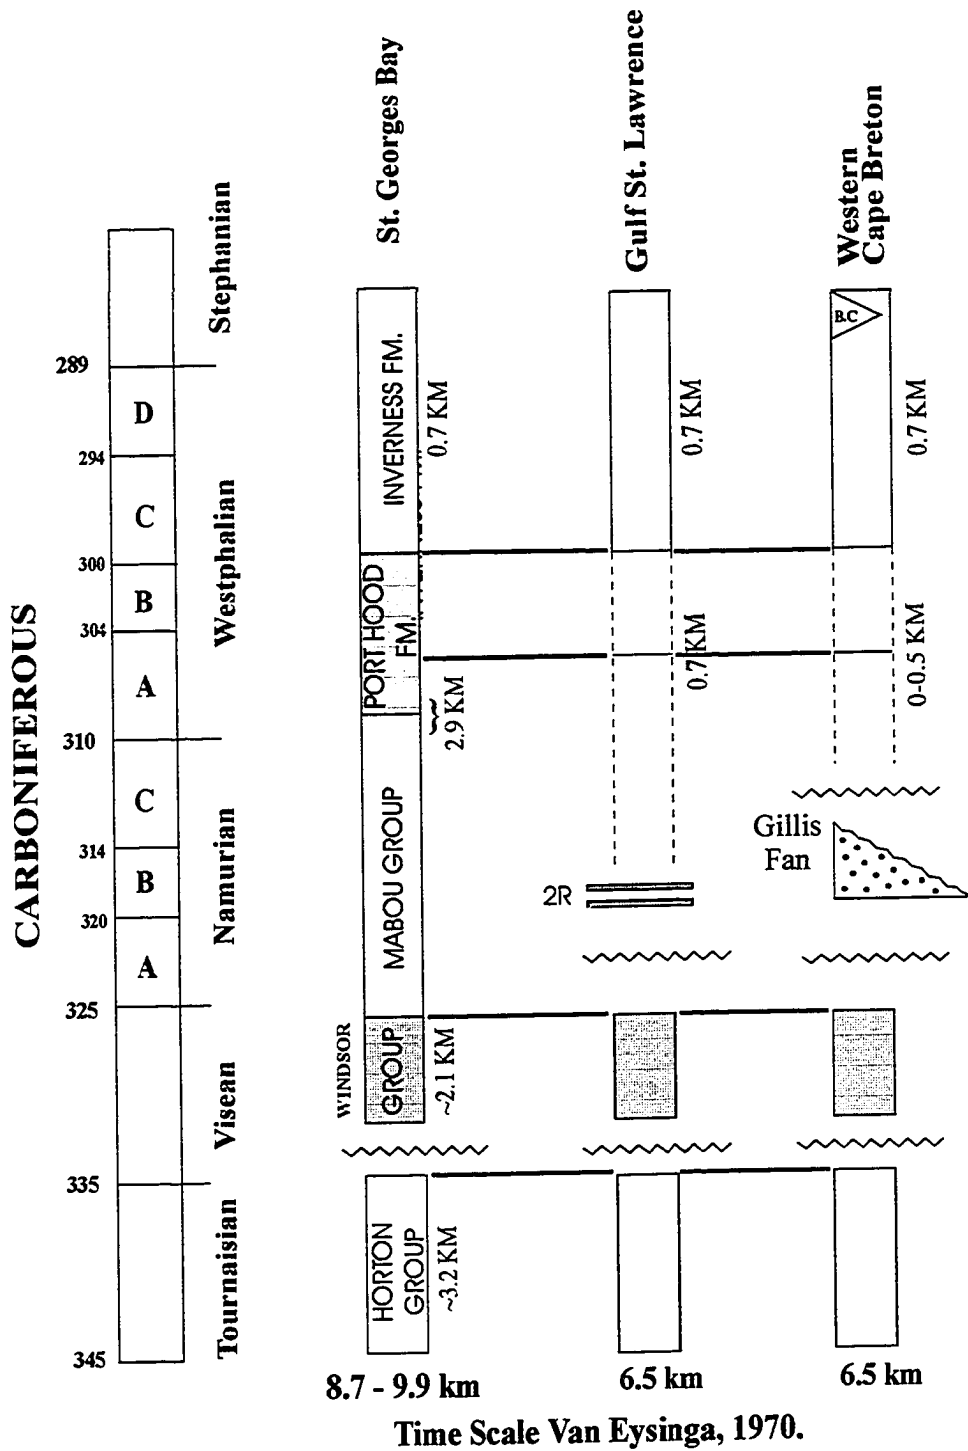 St. Georges Bay
Gulf St. Lawrence
Western
Cape Breton
CARBONIFEROUS
Stephanian
Westphalian
Namurian
Visean
Tournaisian
289
D
294
C
300
B
304
A
310
C
314
B
320
A
325
335
345
INVERNESS FM.
0.7 KM
PORT HOOD
FM.
2.9 KM
MABOU GROUP
WINDSOR
GROUP
~2.1 KM
HORTON
GROUP
~3.2 KM
8.7 - 9.9 km
0.7 KM
0.7 KM
2R
6.5 km
B.C
0.7 KM
0-0.5 KM
Gillis
Fan
6.5 km
Time Scale Van Eysinga, 1970.